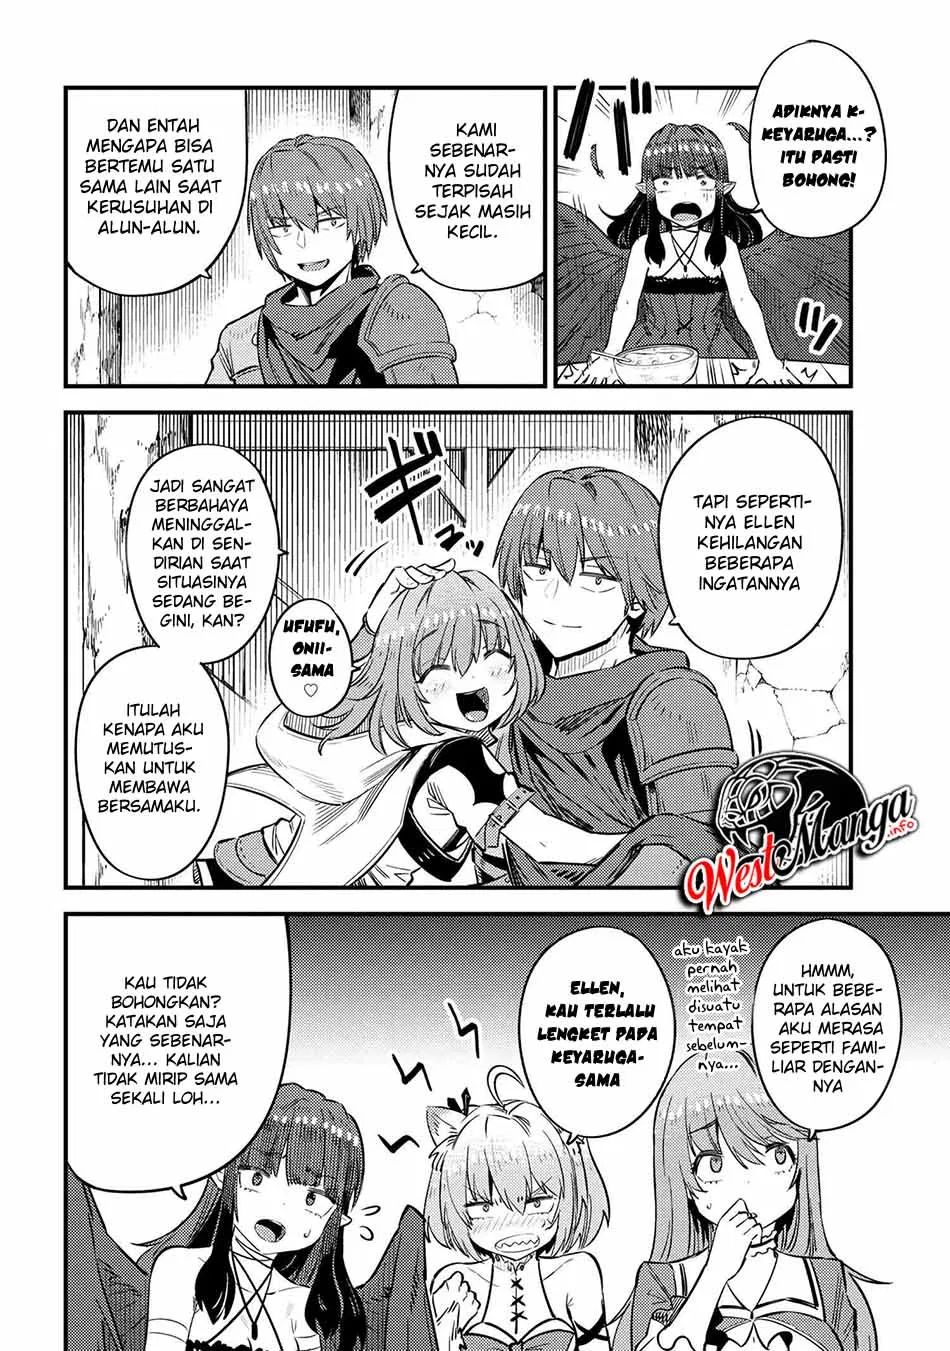 ADIKNYA K-
KEYARUGA...?
ITU PASTI
BOHONG!
KAMI
SEBENAR-
NYA SUDAH
TERPISAH
SEJAK MASIH
KECIL.
DAN ENTAH
MENGAPA BISA
BERTEMU SATU
SAMA LAIN SAAT
KERUSUHAN DI
ALUN-ALUN.
TAPI SEPERTI-
NYA ELLEN
KEHILANGAN
BEBERAPA
INGATANNYA
ギュッ
JADI SANGAT
BERBAHAYA
MENINGGAL-
KAN DI SEN-
DIRIAN SAAT
SITUASINYA
SEDANG BE-
GINI, KAN?
UFUFU,
ONII-
SAMA
♡
ITULAH
KENAPA AKU
MEMUTUS-
KAN UNTUK
MEMBAWA
BERSAMAKU.
WestManga
.info
HMMM,
UNTUK BEBE-
RAPA ALASAN
AKU MERASA
SEPERTI FAMI-
LIAR DENGAN-
NYA
aku kayak
pernah
melihat
disuatu
tempat
sebelum-
nya...
ELLEN,
KAU TERLALU
LENGKET PADA
KEYARUGA-
SAMA
KAU TIDAK
BOHONGKAN?
KATAKAN SAJA
YANG SEBENAR-
NYA... KALIAN
TIDAK MIRIP SAMA
SEKALI LOH...